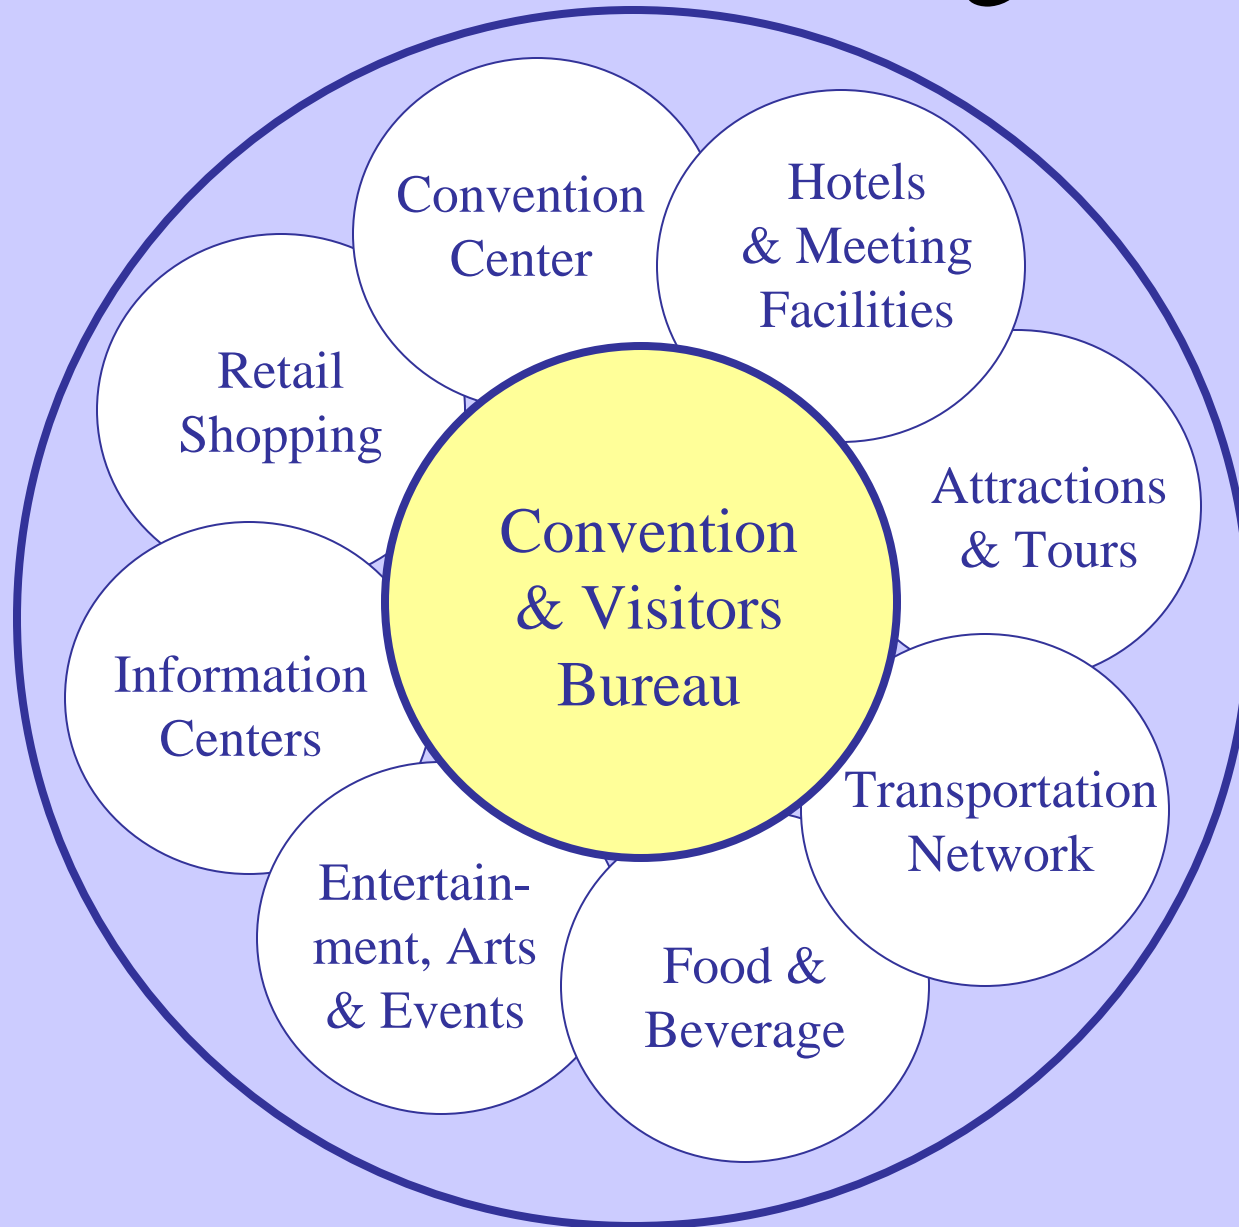 Convention
Center
Hotels
& Meeting
Facilities
Retail
Shopping
Attractions
& Tours
Convention
& Visitors
Bureau
Information
Centers
Transportation
Network
Entertain-
ment, Arts
& Events
Food &
Beverage